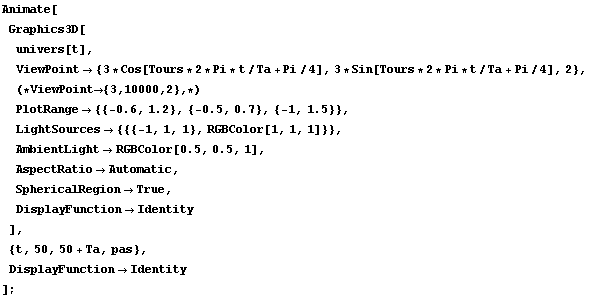 Animate[
Graphics3D[
univers[t],
ViewPoint→{3*Cos[Tours*2*Pi*t/Ta+Pi/4], 3*Sin[Tours*2*Pi*t/Ta+Pi/4], 2},
(*ViewPoint→{3,10000,2},*)
PlotRange→{{-0.6, 1.2}, {-0.5, 0.7}, {-1, 1.5}},
LightSources→{{{-1, 1, 1}, RGBColor[1, 1, 1]}},
AmbientLight→RGBColor[0.5, 0.5, 1],
AspectRatio→Automatic,
SphericalRegion→True,
DisplayFunction→Identity
],
{t, 50, 50+Ta, pas},
DisplayFunction→Identity
];